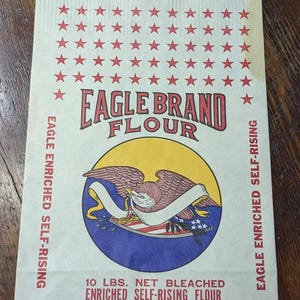 EAGLE BRAND
FLOUR
EAGLE ENRICHED SELF-RISING
EAGLE ENRICHED SELF-RISING
10 LBS. NET BLEACHED
ENRICHED SELF-RISING FLOUR